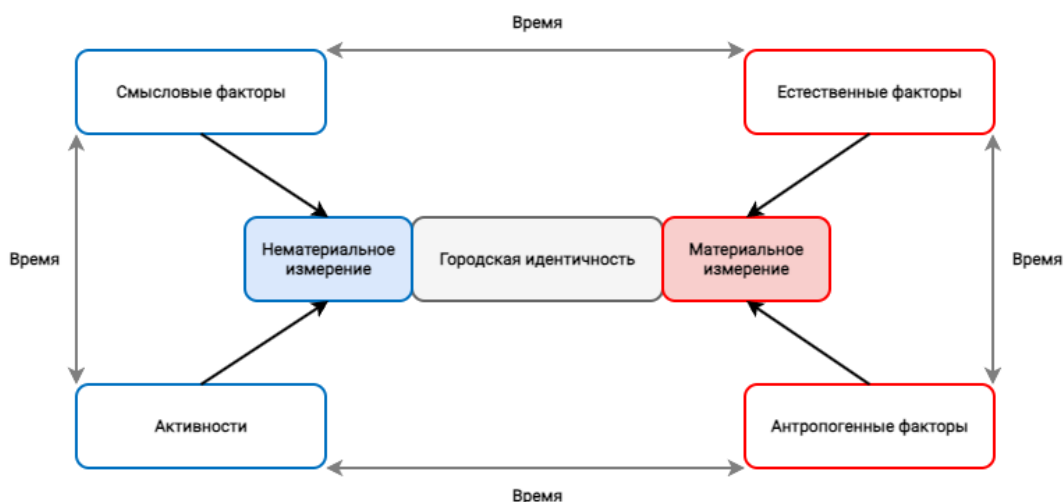 Время
Смысловые факторы
Естественные факторы
Время
Нематериальное
измерение
Городская идентичность
Материальное
измерение
Время
Активности
Антропогенные факторы
Время